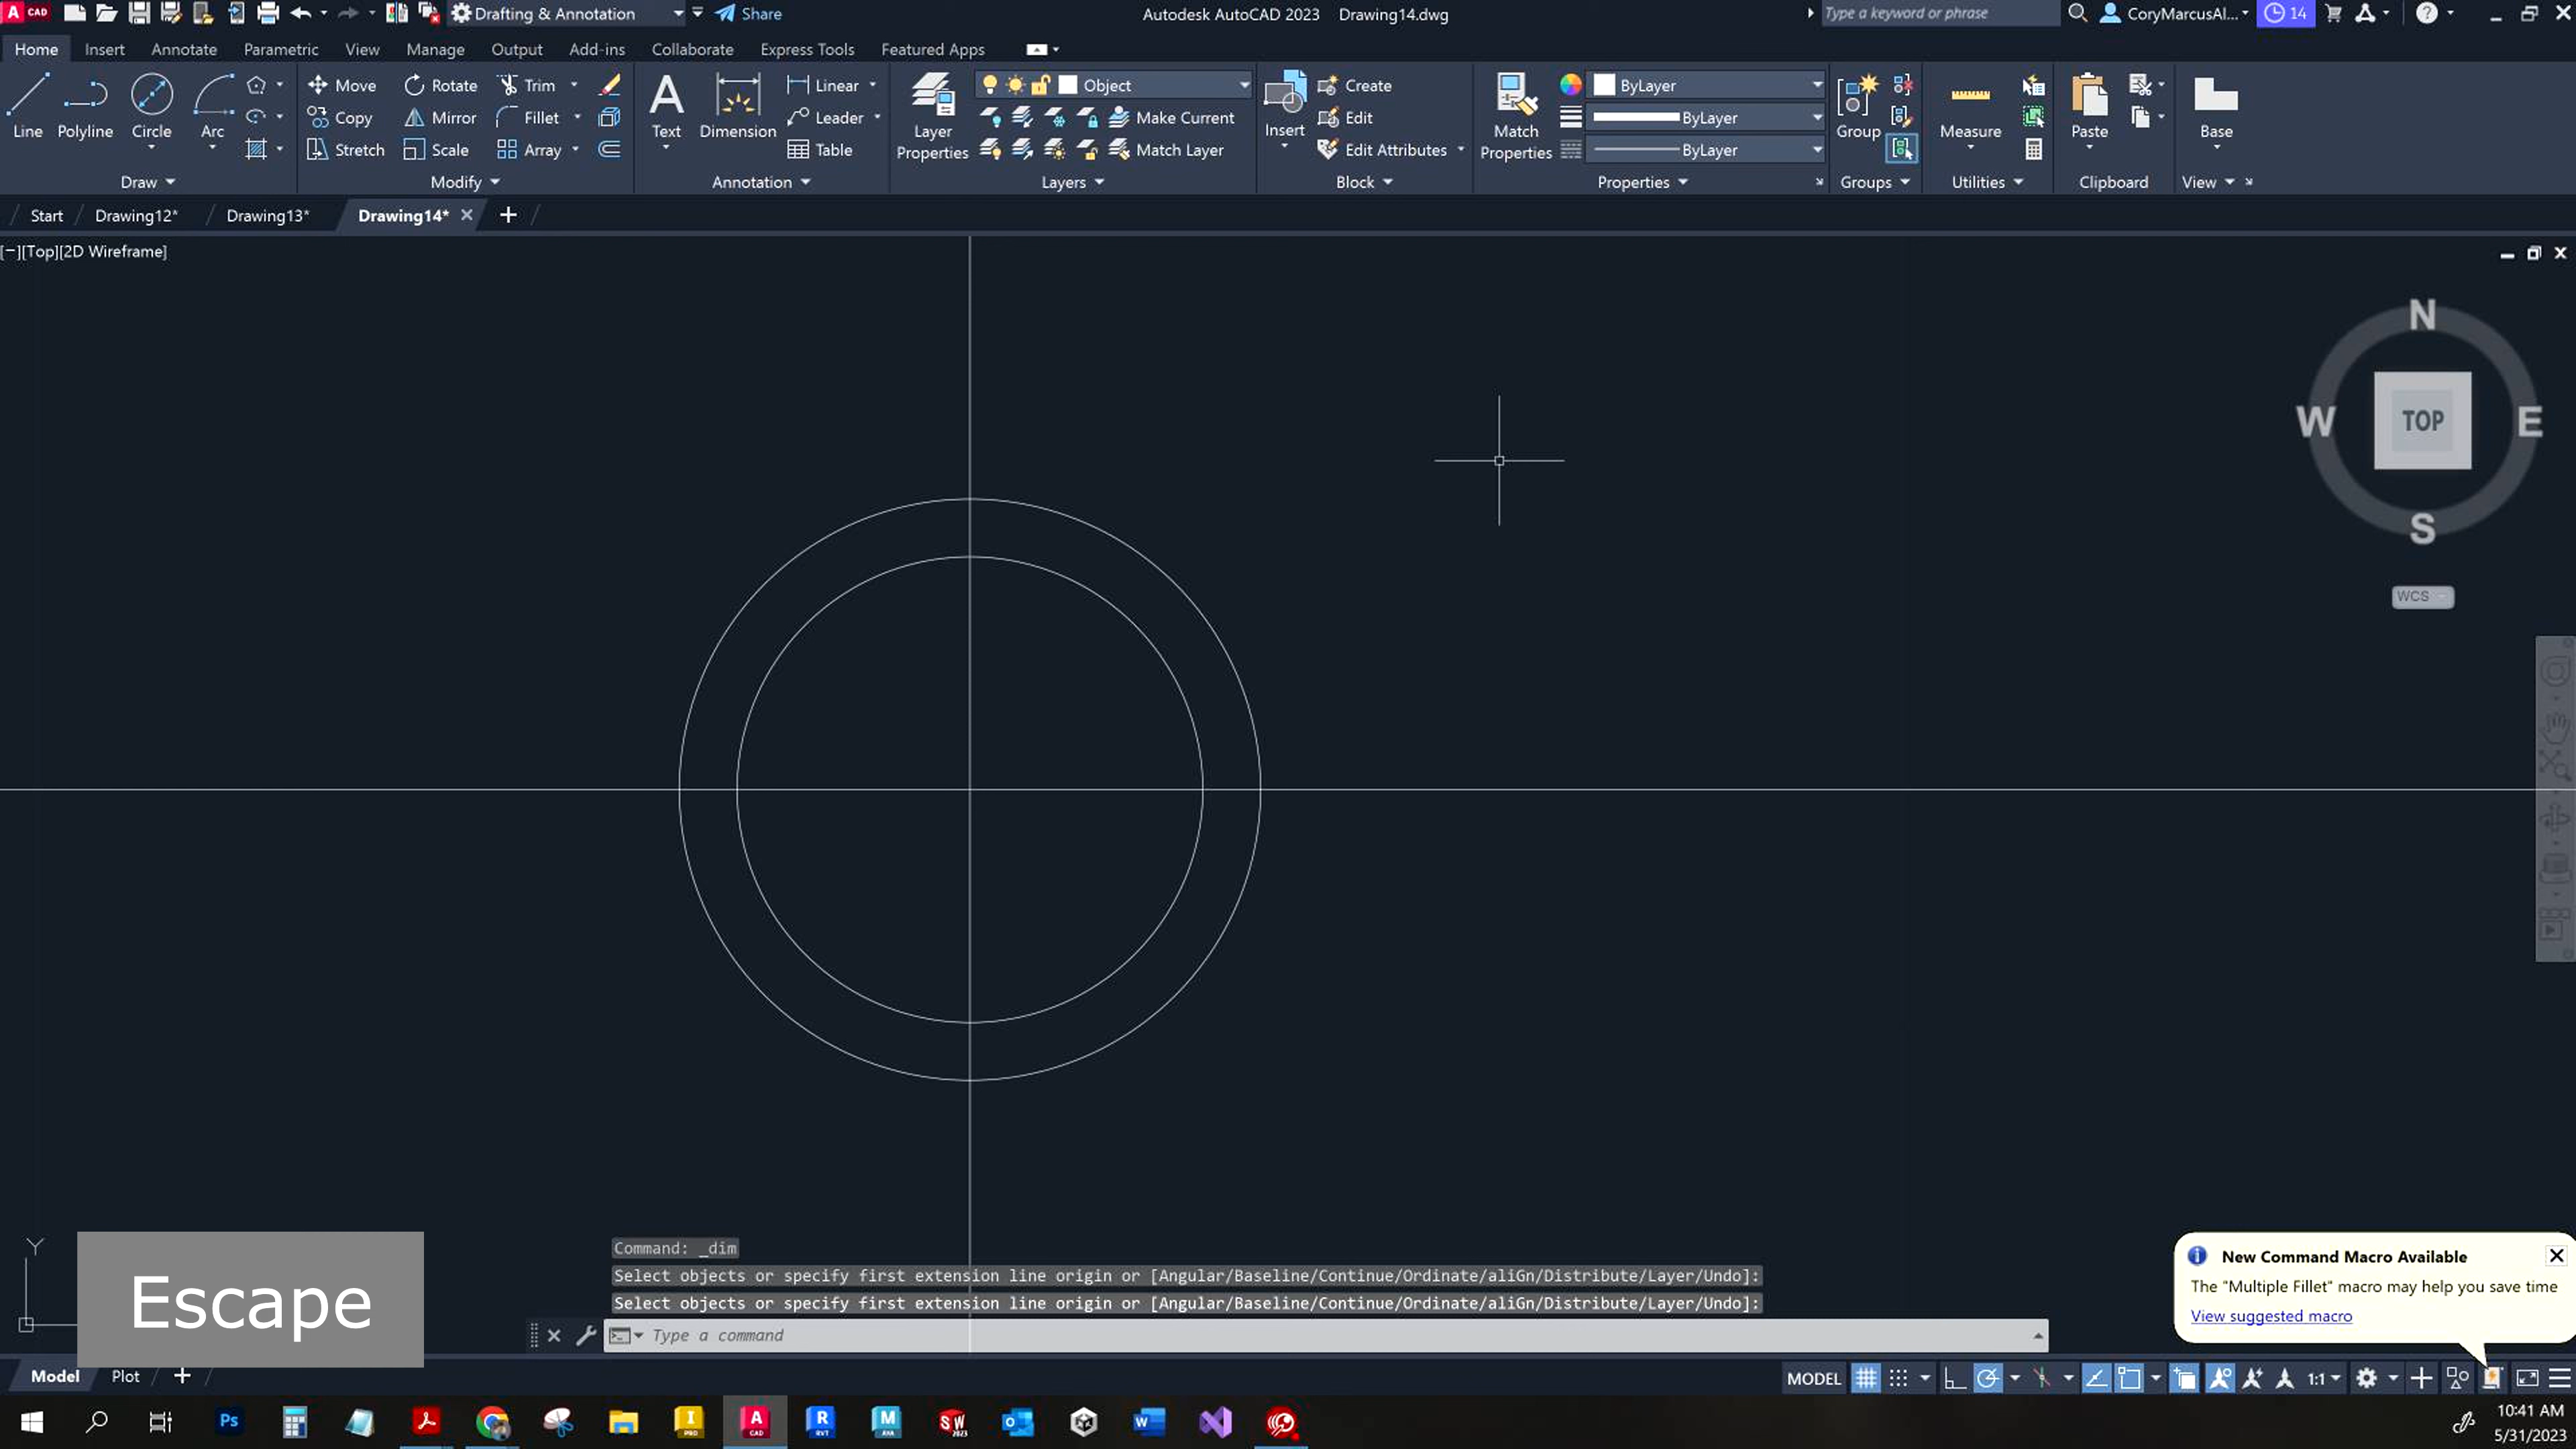 A CAD
Drafting & Annotation
Share
Autodesk AutoCAD 2023 Drawing14.dwg
Type a keyword or phrase
CoryMarcusAl...
14
Home Insert Annotate Parametric View Manage Output Add-ins Collaborate Express Tools Featured Apps
Line Polyline Circle Arc
Move Rotate Trim
Copy Mirror Fillet
Stretch Scale Array
Text Dimension
Linear
Leader
Table
Layer Properties
Object
Make Current
Match Layer
Insert
Create
Edit
Edit Attributes
Match Properties
ByLayer
ByLayer
ByLayer
Group
Measure
Paste
Base
Draw Modify Annotation Layers Block Properties Groups Utilities Clipboard View
Start Drawing12* Drawing13* Drawing14*
[−][Top][2D Wireframe]
N
W TOP E
S
WCS
Y
Escape
Command: _dim
Select objects or specify first extension line origin or [Angular/Baseline/Continue/Ordinate/aliGn/Distribute/Layer/Undo]:
Select objects or specify first extension line origin or [Angular/Baseline/Continue/Ordinate/aliGn/Distribute/Layer/Undo]:
Type a command
New Command Macro Available
The "Multiple Fillet" macro may help you save time
View suggested macro
Model Plot
MODEL
1:1
Ps
I PRO
A CAD
R RVT
M MAYA
SW 2023
W
10:41 AM
5/31/2023